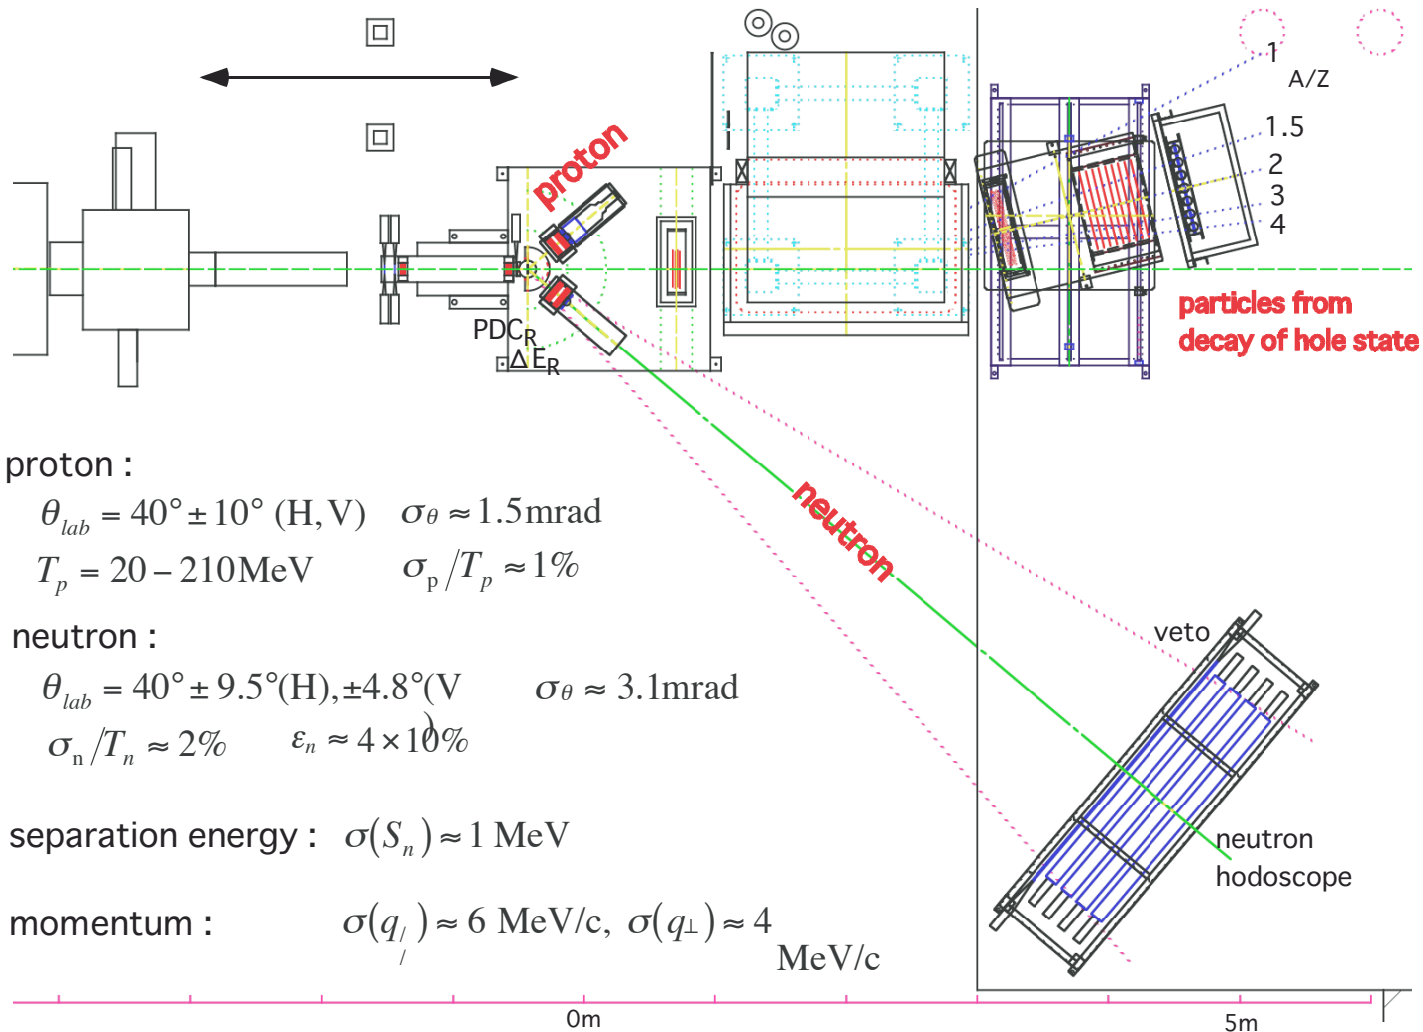 1
A/Z
1.5
2
3
4
proton
PDC_R
Δ E_R
particles from
decay of hole state
neutron
proton :
θ_lab = 40° ± 10° (H, V)   σ_θ ≈ 1.5mrad
T_p = 20 − 210MeV   σ_p/T_p ≈ 1%
neutron :
θ_lab = 40° ± 9.5°(H), ±4.8°(V)   σ_θ ≈ 3.1mrad
σ_n/T_n ≈ 2%   ε_n ≈ 4 × 10%
veto
neutron
hodoscope
separation energy : σ(S_n) ≈ 1 MeV
momentum : σ(q_//) ≈ 6 MeV/c, σ(q_⊥) ≈ 4
MeV/c
0m
5m